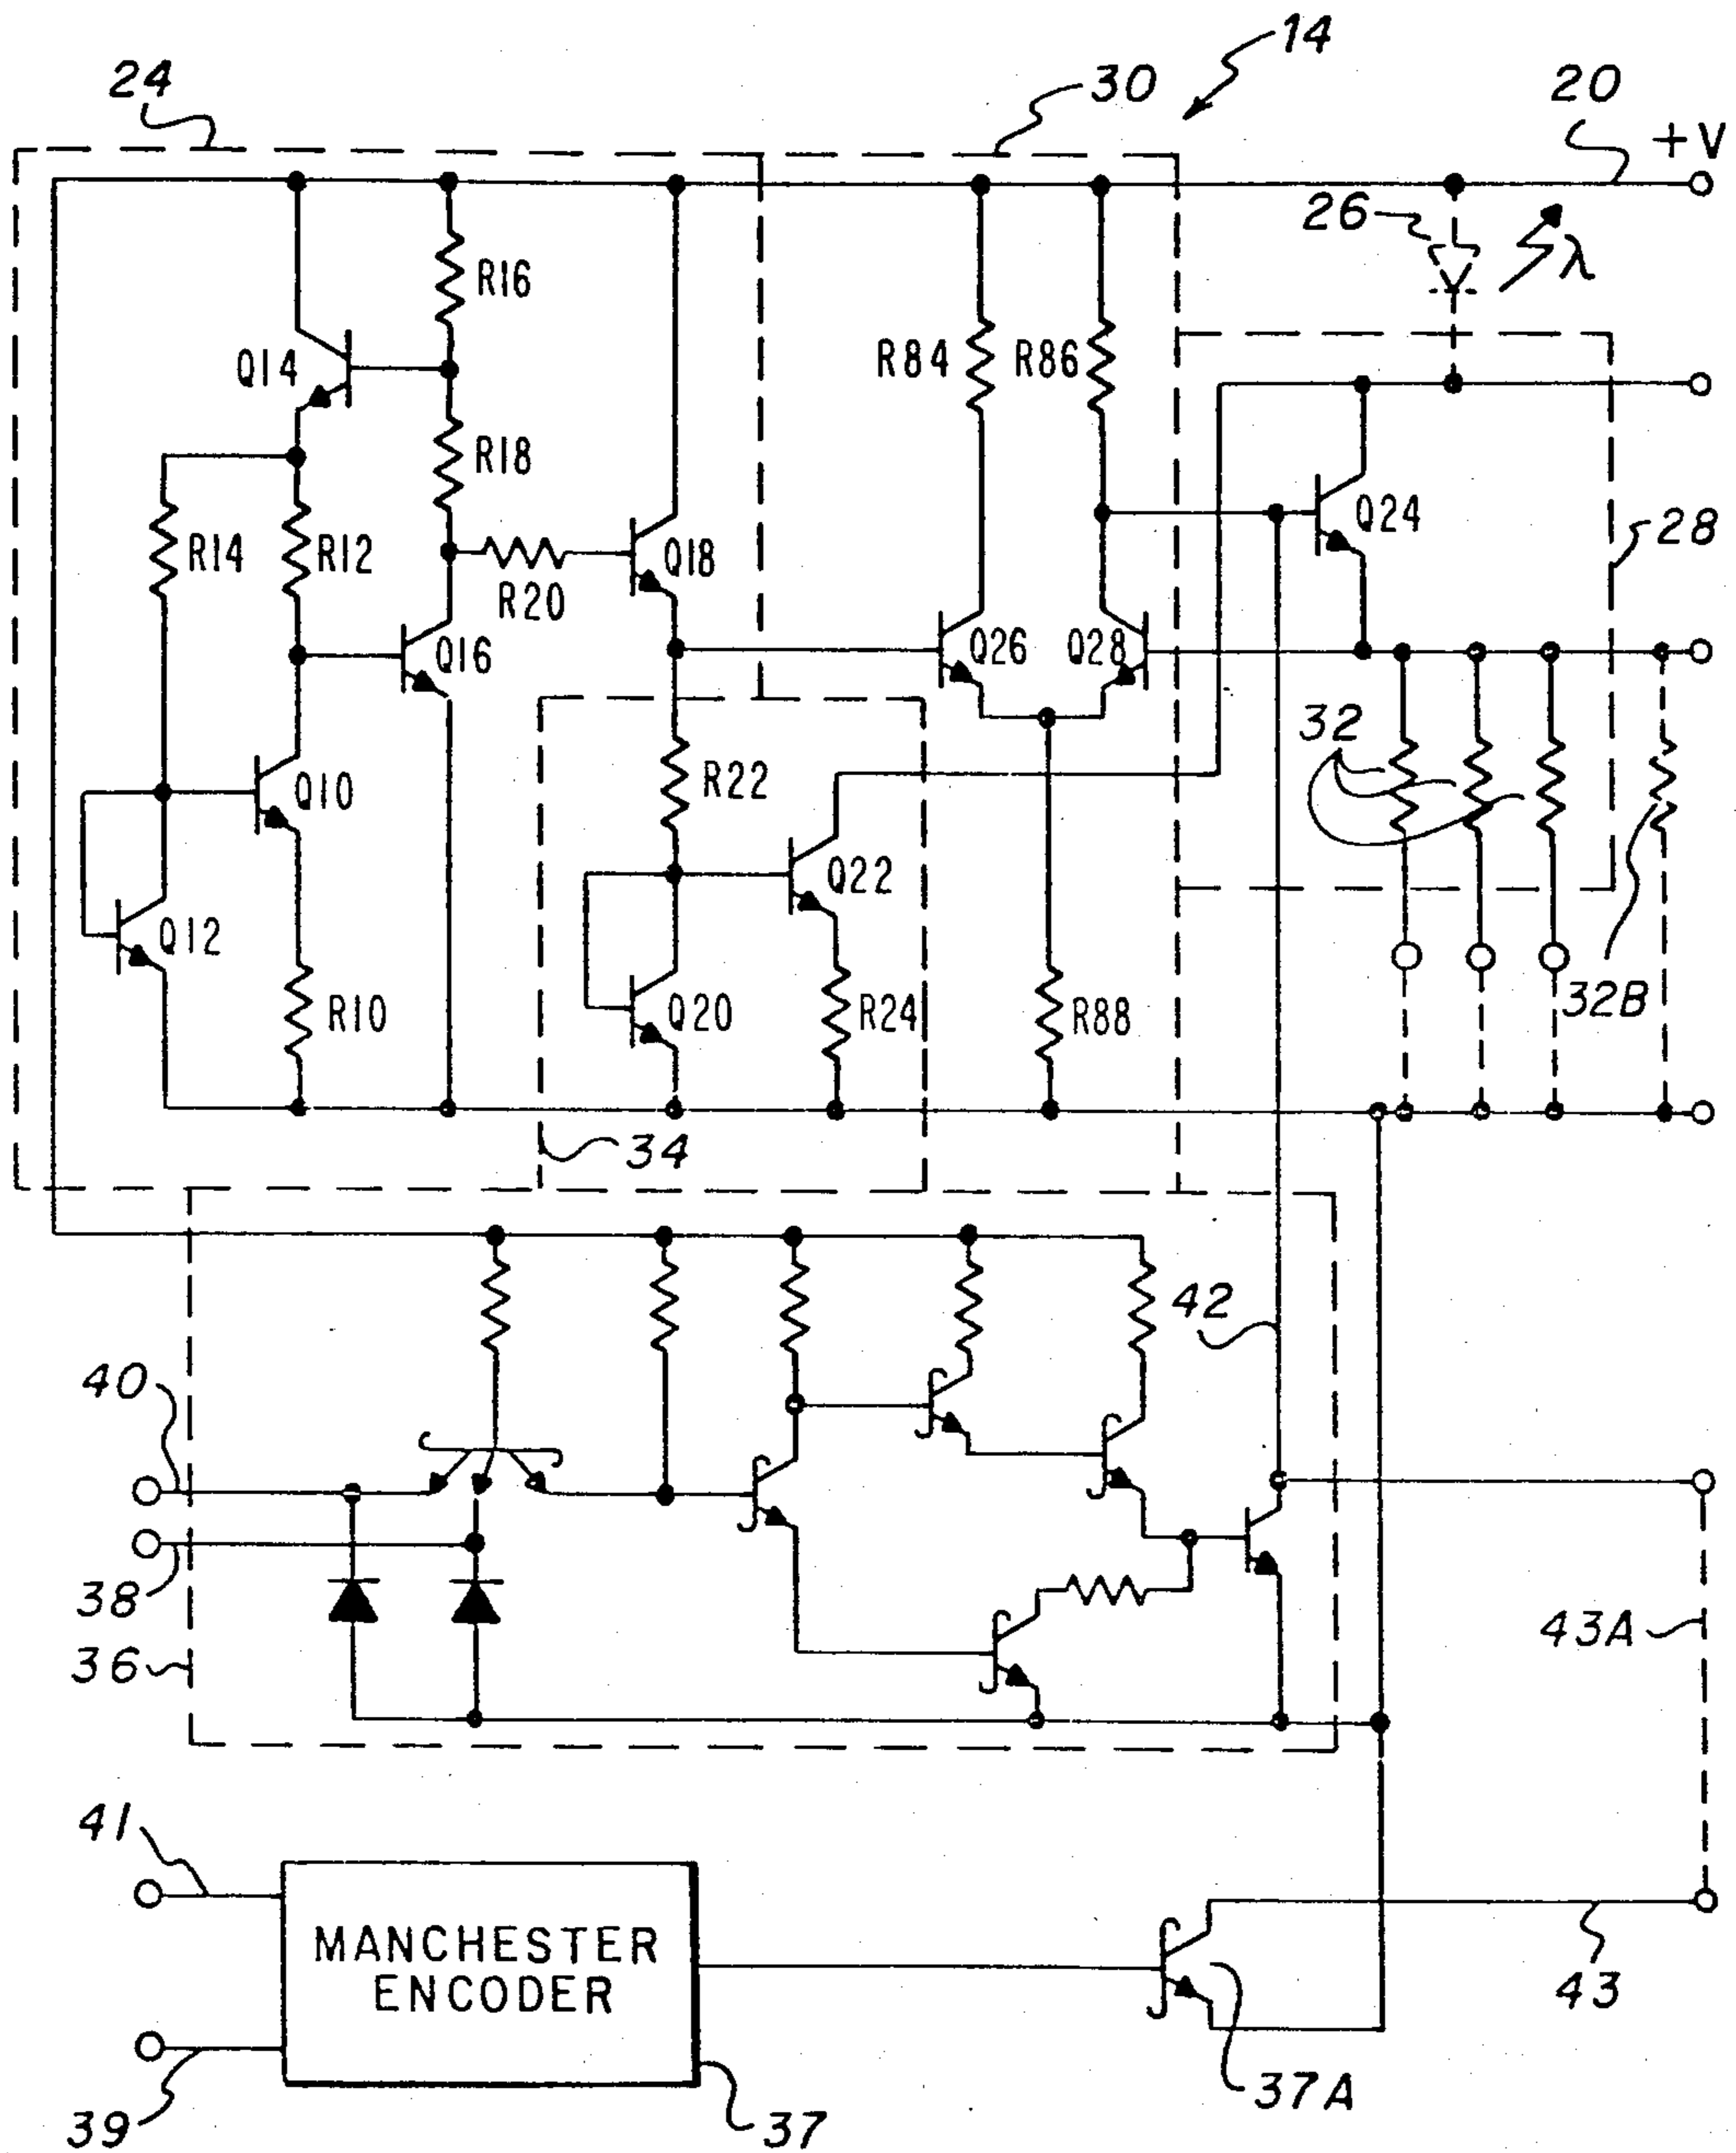 14
24
30
20
+V
26
λ
R16
Q14
R84
R86
R18
Q24
28
R14
R12
Q18
R20
Q16
Q26
Q28
32
R22
Q10
Q22
Q12
32B
R10
Q20
R24
R88
34
42
40
38
43A
36
41
MANCHESTER
ENCODER
43
37A
39
37